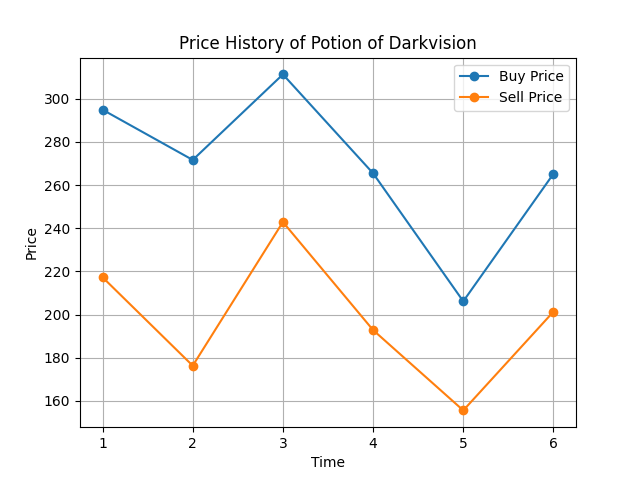 Price History of Potion of Darkvision
Buy Price
Sell Price
Price
300
280
260
240
220
200
180
160
1 2 3 4 5 6
Time